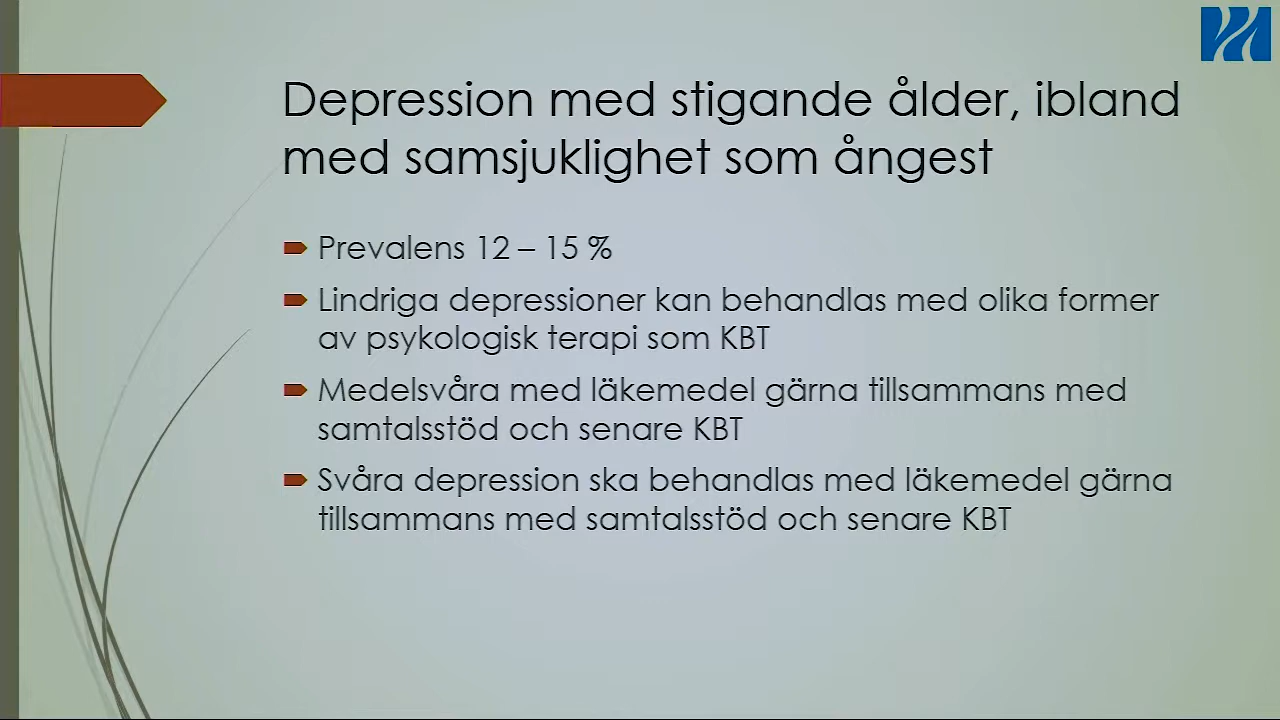 Depression med stigande ålder, ibland
med samsjuklighet som ångest
Prevalens 12 – 15 %
Lindriga depressioner kan behandlas med olika former
av psykologisk terapi som KBT
Medelsvåra med läkemedel gärna tillsammans med
samtalsstöd och senare KBT
Svåra depression ska behandlas med läkemedel gärna
tillsammans med samtalsstöd och senare KBT